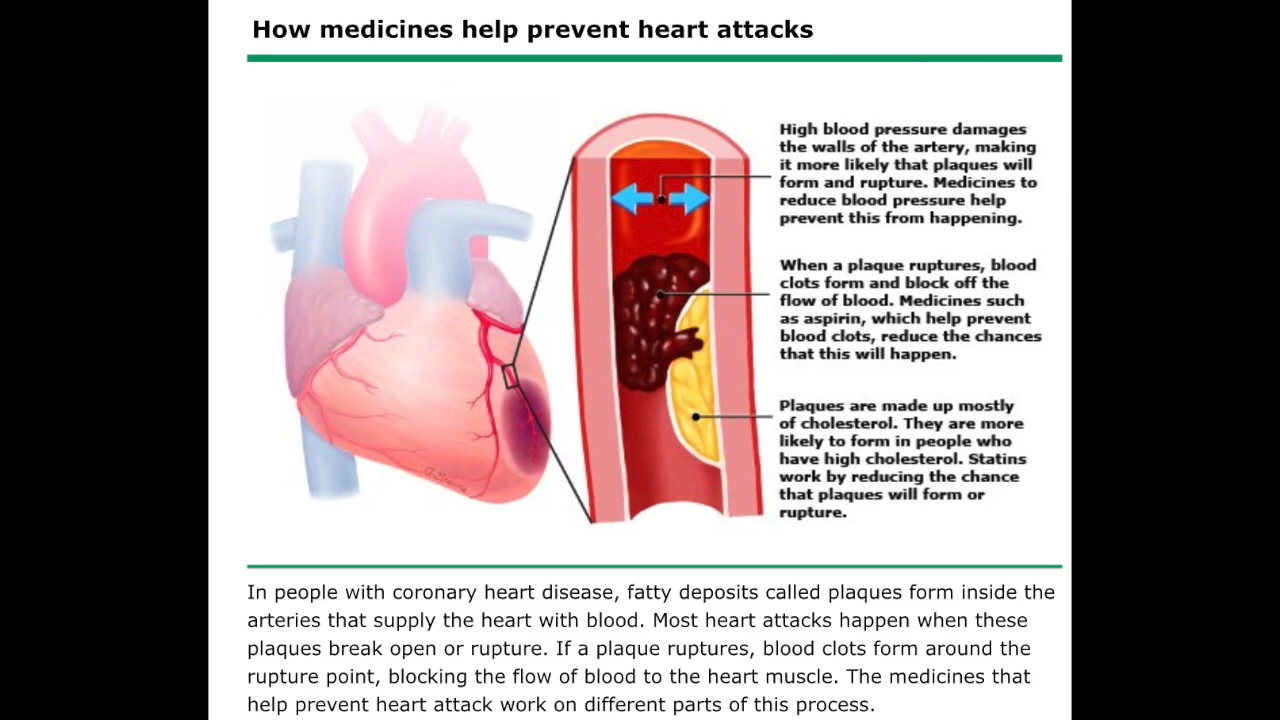 How medicines help prevent heart attacks
High blood pressure damages
the walls of the artery, making
it more likely that plaques will
form and rupture. Medicines to
reduce blood pressure help
prevent this from happening.
When a plaque ruptures, blood
clots form and block off the
flow of blood. Medicines such
as aspirin, which help prevent
blood clots, reduce the chances
that this will happen.
Plaques are made up mostly
of cholesterol. They are more
likely to form in people who
have high cholesterol. Statins
work by reducing the chance
that plaques will form or
rupture.
In people with coronary heart disease, fatty deposits called plaques form inside the
arteries that supply the heart with blood. Most heart attacks happen when these
plaques break open or rupture. If a plaque ruptures, blood clots form around the
rupture point, blocking the flow of blood to the heart muscle. The medicines that
help prevent heart attack work on different parts of this process.